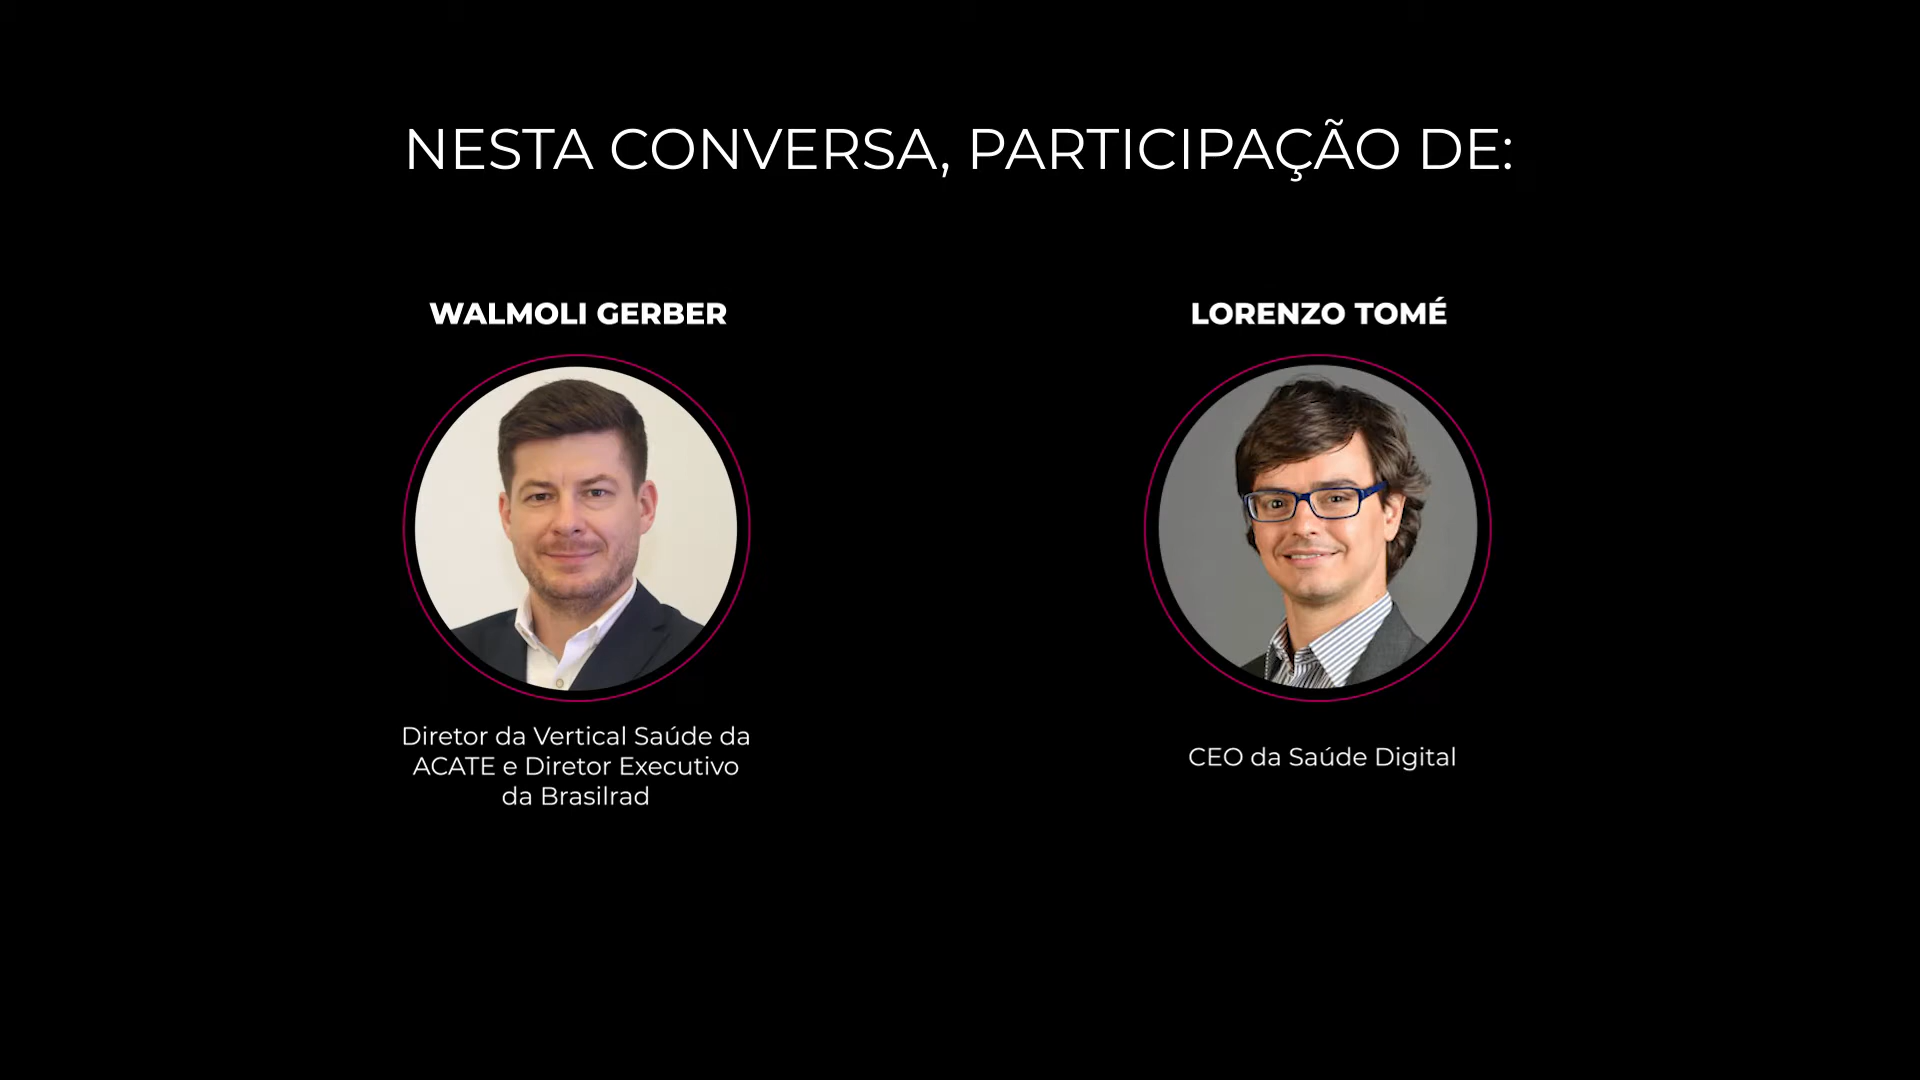 NESTA CONVERSA, PARTICIPAÇÃO DE:
WALMOLI GERBER
Diretor da Vertical Saúde da
ACATE e Diretor Executivo
da Brasilrad
LORENZO TOMÉ
CEO da Saúde Digital